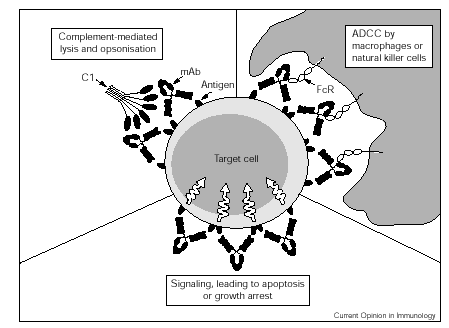 Complement-mediated
lysis and opsonisation
ADCC by
macrophages or
natural killer cells
C1
mAb
Antigen
FcR
Target cell
Signaling, leading to apoptosis
or growth arrest
Current Opinion in Immunology